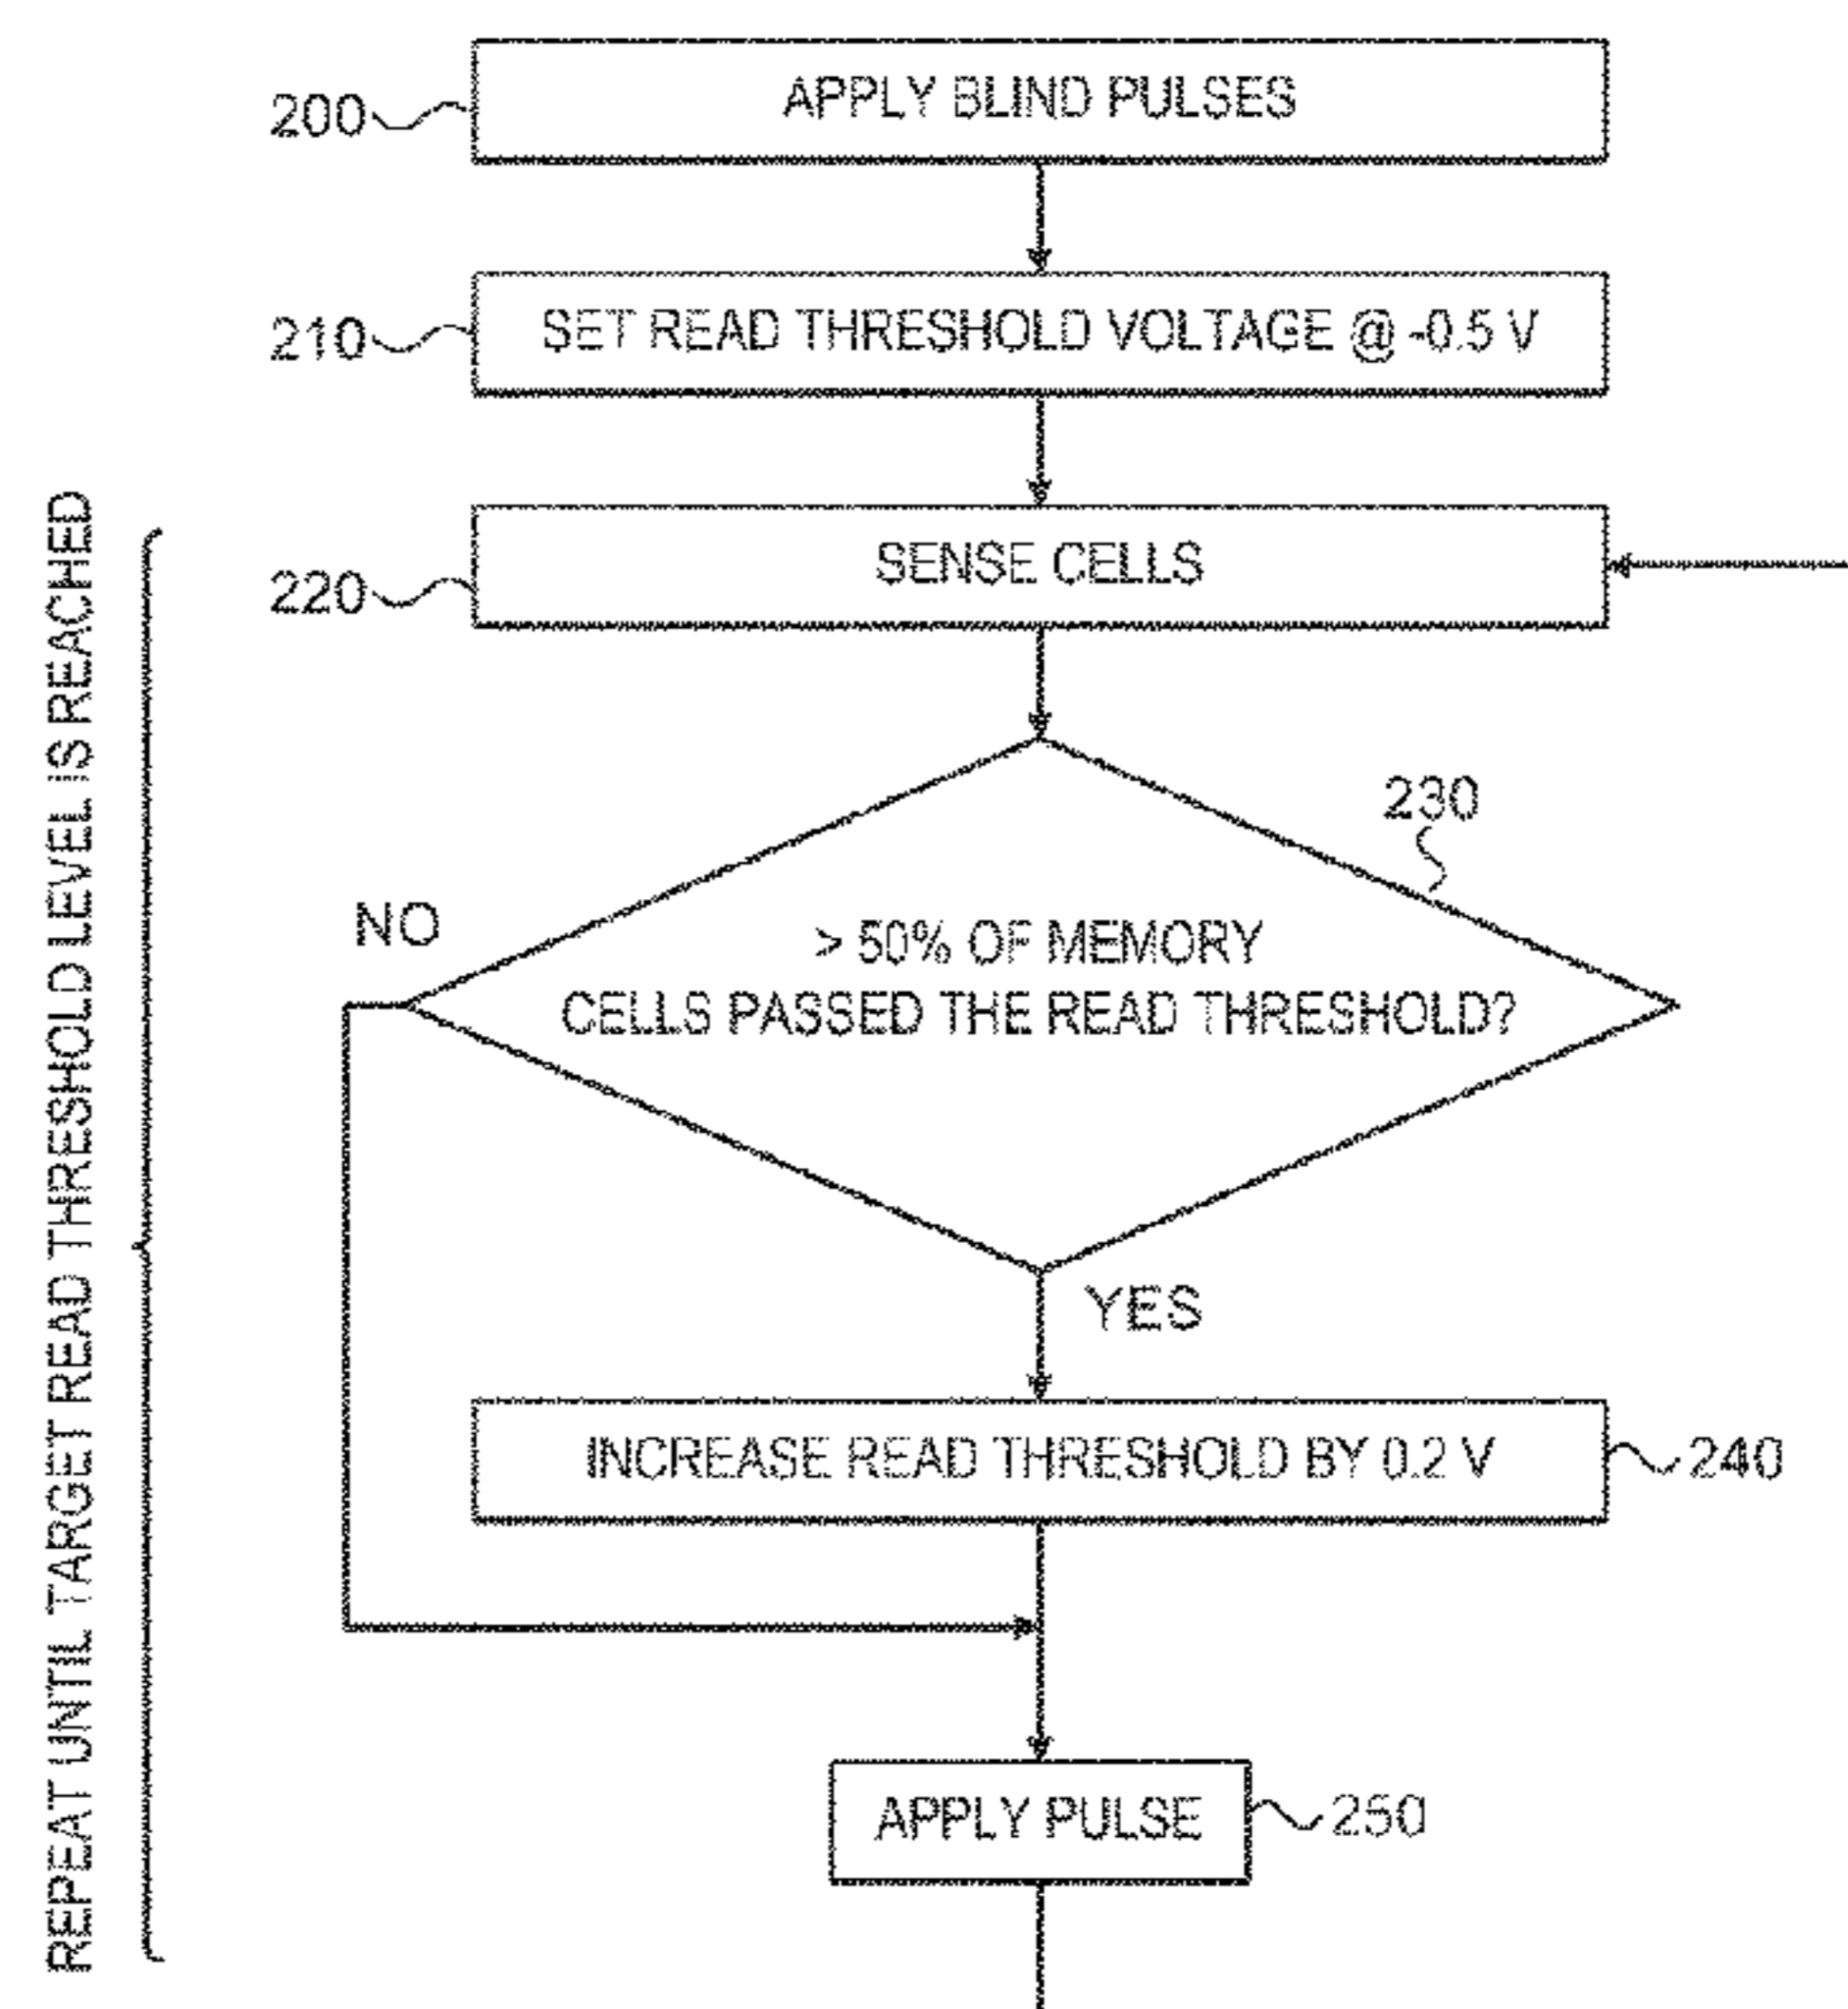 APPLY BLIND PULSES
200
SET READ THRESHOLD VOLTAGE @ -0.5 V
210
SENSE CELLS
220
230
> 50% OF MEMORY
CELLS PASSED THE READ THRESHOLD?
NO
YES
INCREASE READ THRESHOLD BY 0.2 V
240
APPLY PULSE
250
REPEAT UNTIL TARGET READ THRESHOLD LEVEL IS REACHED